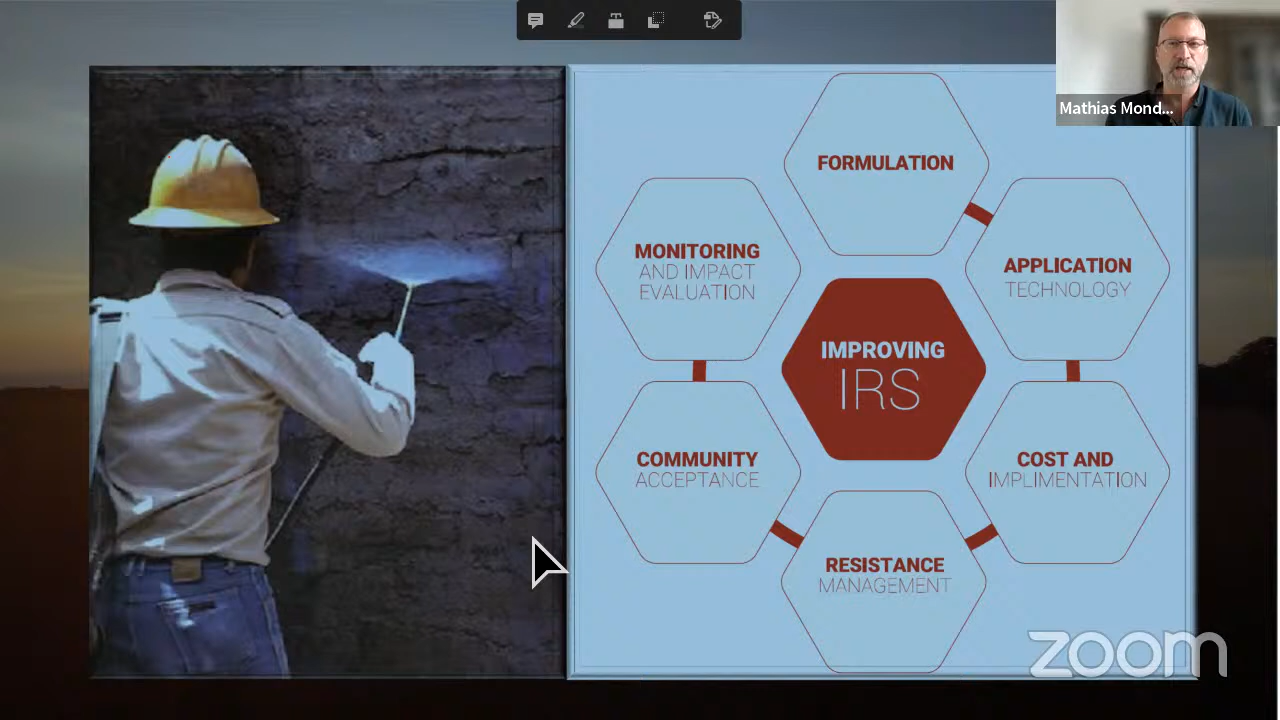 Mathias Mond...
FORMULATION
MONITORING
AND IMPACT
EVALUATION
APPLICATION
TECHNOLOGY
IMPROVING
IRS
COMMUNITY
ACCEPTANCE
COST AND
IMPLIMENTATION
RESISTANCE
MANAGEMENT
zoom